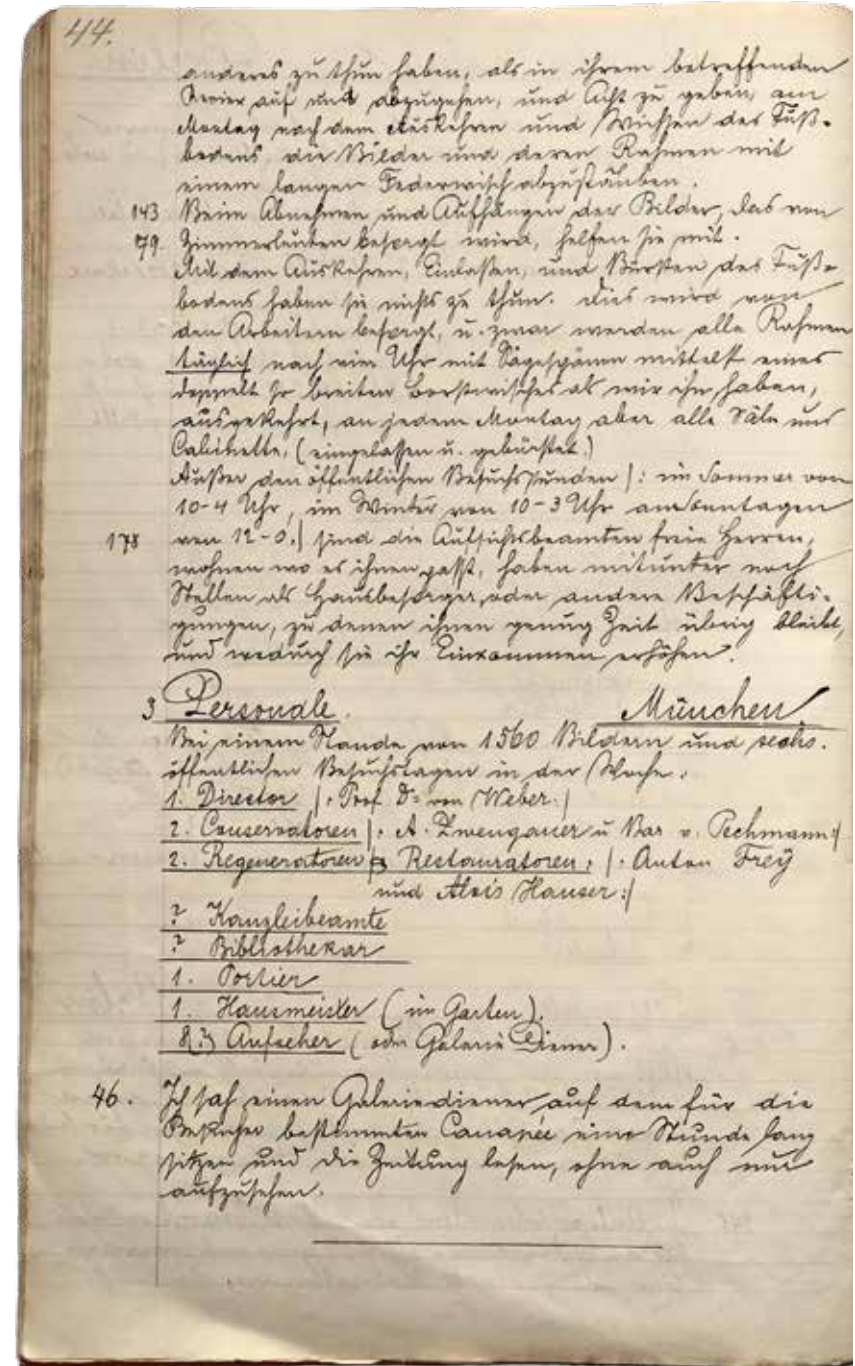 44.
anderes zu thun haben, als in ihrem betreffenden
Revier auf und abzugehen, und Acht zu geben, am
Montag nach dem Auskehren und Wichsen des Fuß-
bodens, die Bilder und deren Rahmen mit
einem langen Federwisch abzustauben.
143 Beim Abnehmen und Aufhängen der Bilder, das von
79. Zimmerleuten besorgt wird, helfen sie mit.
Mit dem Auskehren, Einlassen, und Bürsten des Fuß-
bodens haben sie nichts zu thun. Dies wird von
den Arbeitern besorgt, u. zwar werden alle
täglich nach vier Uhr mit Sägespänen mittelst eines
doppelt so breiten Borstwisches als wir ihn haben,
ausgekehrt, an jedem Montag aber alle Säle und
Cabinette, (eingelassen u. gebürstet.)
Außer den öffentlichen Besuchsstunden |: im Sommer von
10-4 Uhr, im Winter von 10-3 Uhr am
178 von 12-0.| sind die Aufsichtsbeamten freie Herren,
wohnen wo es ihnen passt, haben mitunter noch
Stellen als Hausbesorger, oder andere Beschäfti-
gungen, zu denen ihnen genug Zeit übrig bleibt,
und wodurch sie ihr Einkommen erhöhen.
3 Personale. München!
Bei einem Stande von 1560 Bildern und sechs.
öffentlichen Besuchstagen in der Woche.
1. Director |: Prof Dr von Weber.|
2. Conservatoren |: A. Zwengauer u Bar v. Pechmann:|
2. Regeneratoren Restauratoren: |: Anton Freÿ
und Alois Hauser:|
? Kanzleibeamte
? Bibliothekar
1. Portier
1. Hausmeister (im Garten).
8(?) Aufseher (oder Galerie Diener).
46. Ich sah einen Galeriediener auf dem für die
Besucher bestimmten Canapée eine Stunde lang
sitzen und die Zeitung lesen, ohne auch nur
aufzusehen.